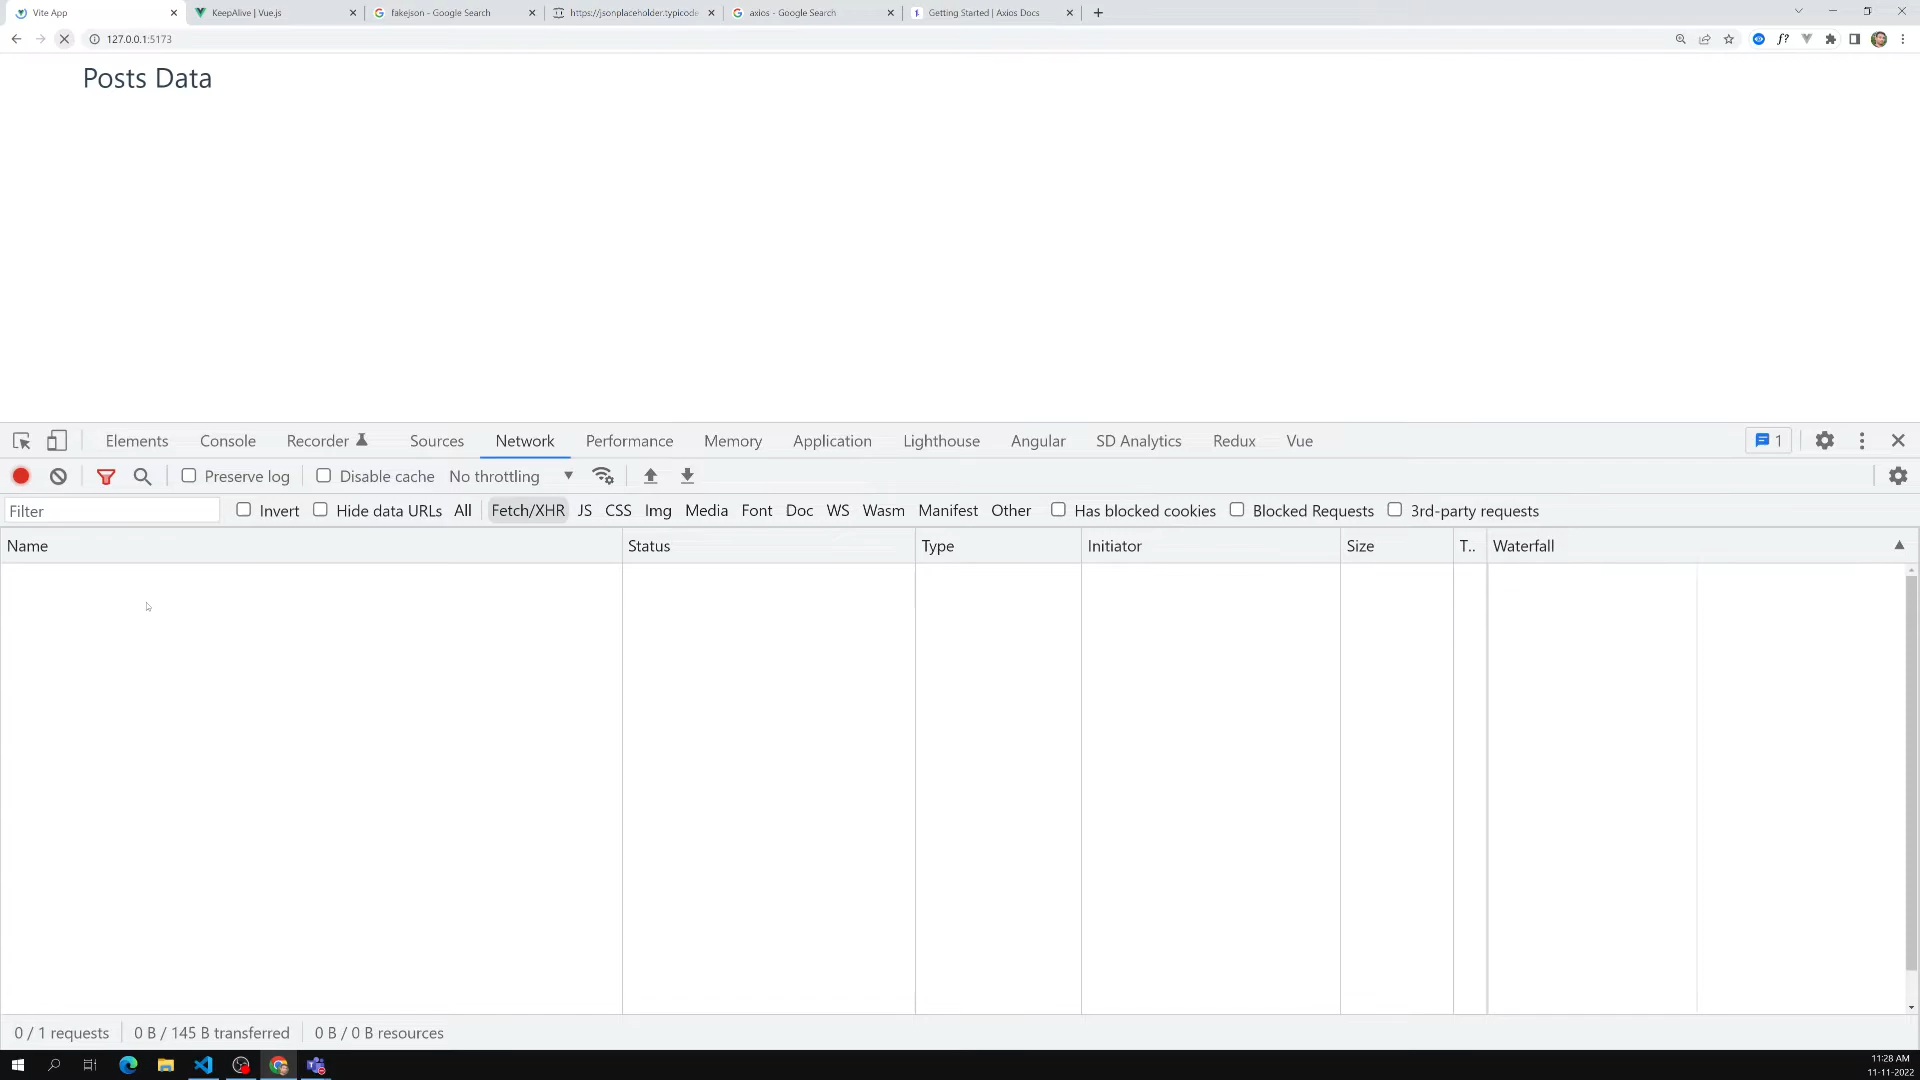 Vite App
KeepAlive | Vue.js
fakejson - Google Search
https://jsonplaceholder.typicode
axios - Google Search
Getting Started | Axios Docs
127.0.0.1:5173
f?
Posts Data
Elements Console Recorder Sources Network Performance Memory Application Lighthouse Angular SD Analytics Redux Vue 1
Preserve log Disable cache No throttling
Filter Invert Hide data URLs All Fetch/XHR JS CSS Img Media Font Doc WS Wasm Manifest Other Has blocked cookies Blocked Requests 3rd-party requests
Name Status Type Initiator Size T.. Waterfall
0 / 1 requests 0 B / 145 B transferred 0 B / 0 B resources
11:28 AM
11-11-2022